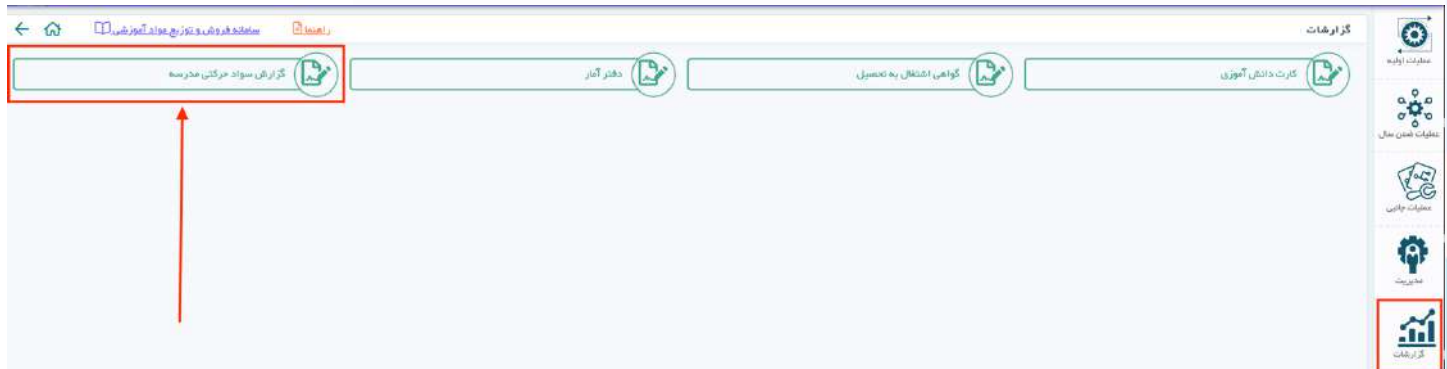 گزارشات
راهنما
سامانه فروش و توزیع مواد آموزشی
کارت دانش آموزی
گواهی اشتغال به تحصیل
دفتر آمار
گزارش سواد حرکتی مدرسه
عملیات اولیه
عملیات ضمن سال
عملیات جانبی
مدیریت
گزارشات